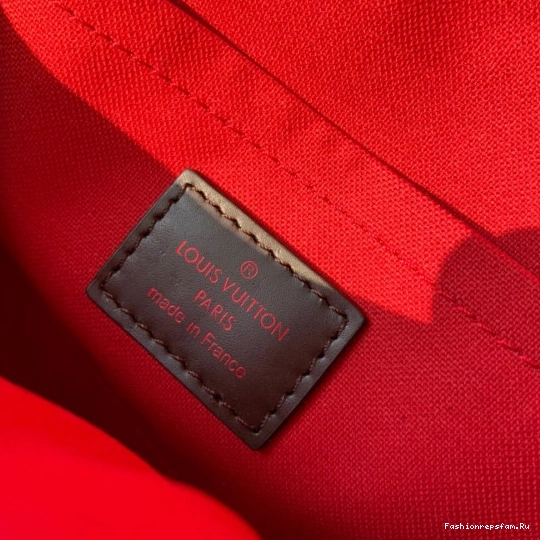 ®
LOUIS VUITTON
PARIS
made in France
Fashionrepsfam.Ru